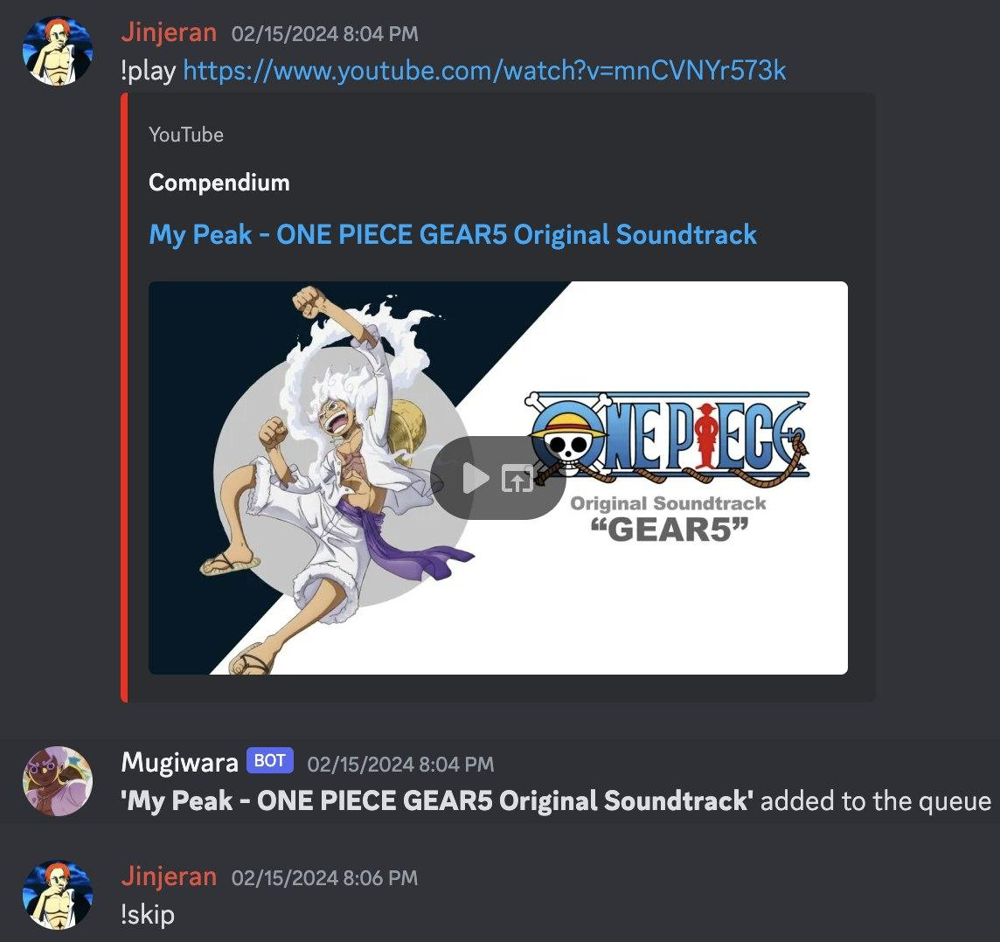 Jinjeran 02/15/2024 8:04 PM
!play https://www.youtube.com/watch?v=mnCVNYr573k
YouTube
Compendium
My Peak - ONE PIECE GEAR5 Original Soundtrack
ONE PIECE
Original Soundtrack
“GEAR5”
Mugiwara BOT 02/15/2024 8:04 PM
'My Peak - ONE PIECE GEAR5 Original Soundtrack' added to the queue
Jinjeran 02/15/2024 8:06 PM
!skip